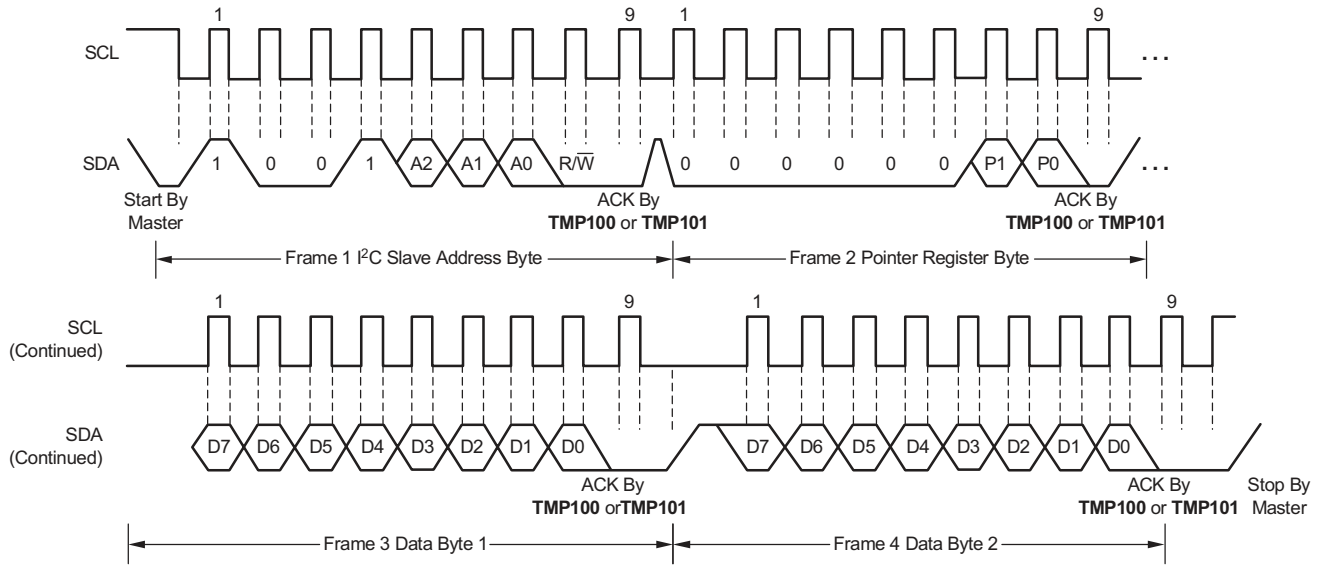 1 9 1 9
SCL ...
SDA 1 0 0 1 A2 A1 A0 R/W̅ 0 0 0 0 0 0 P1 P0 ...
Start By
Master
ACK By
TMP100 or TMP101
ACK By
TMP100 or TMP101
Frame 1 I²C Slave Address Byte
Frame 2 Pointer Register Byte
1 9 1 9
SCL
(Continued)
SDA
(Continued)
D7 D6 D5 D4 D3 D2 D1 D0 D7 D6 D5 D4 D3 D2 D1 D0
ACK By
TMP100 orTMP101
ACK By
TMP100 or TMP101
Stop By
Master
Frame 3 Data Byte 1
Frame 4 Data Byte 2